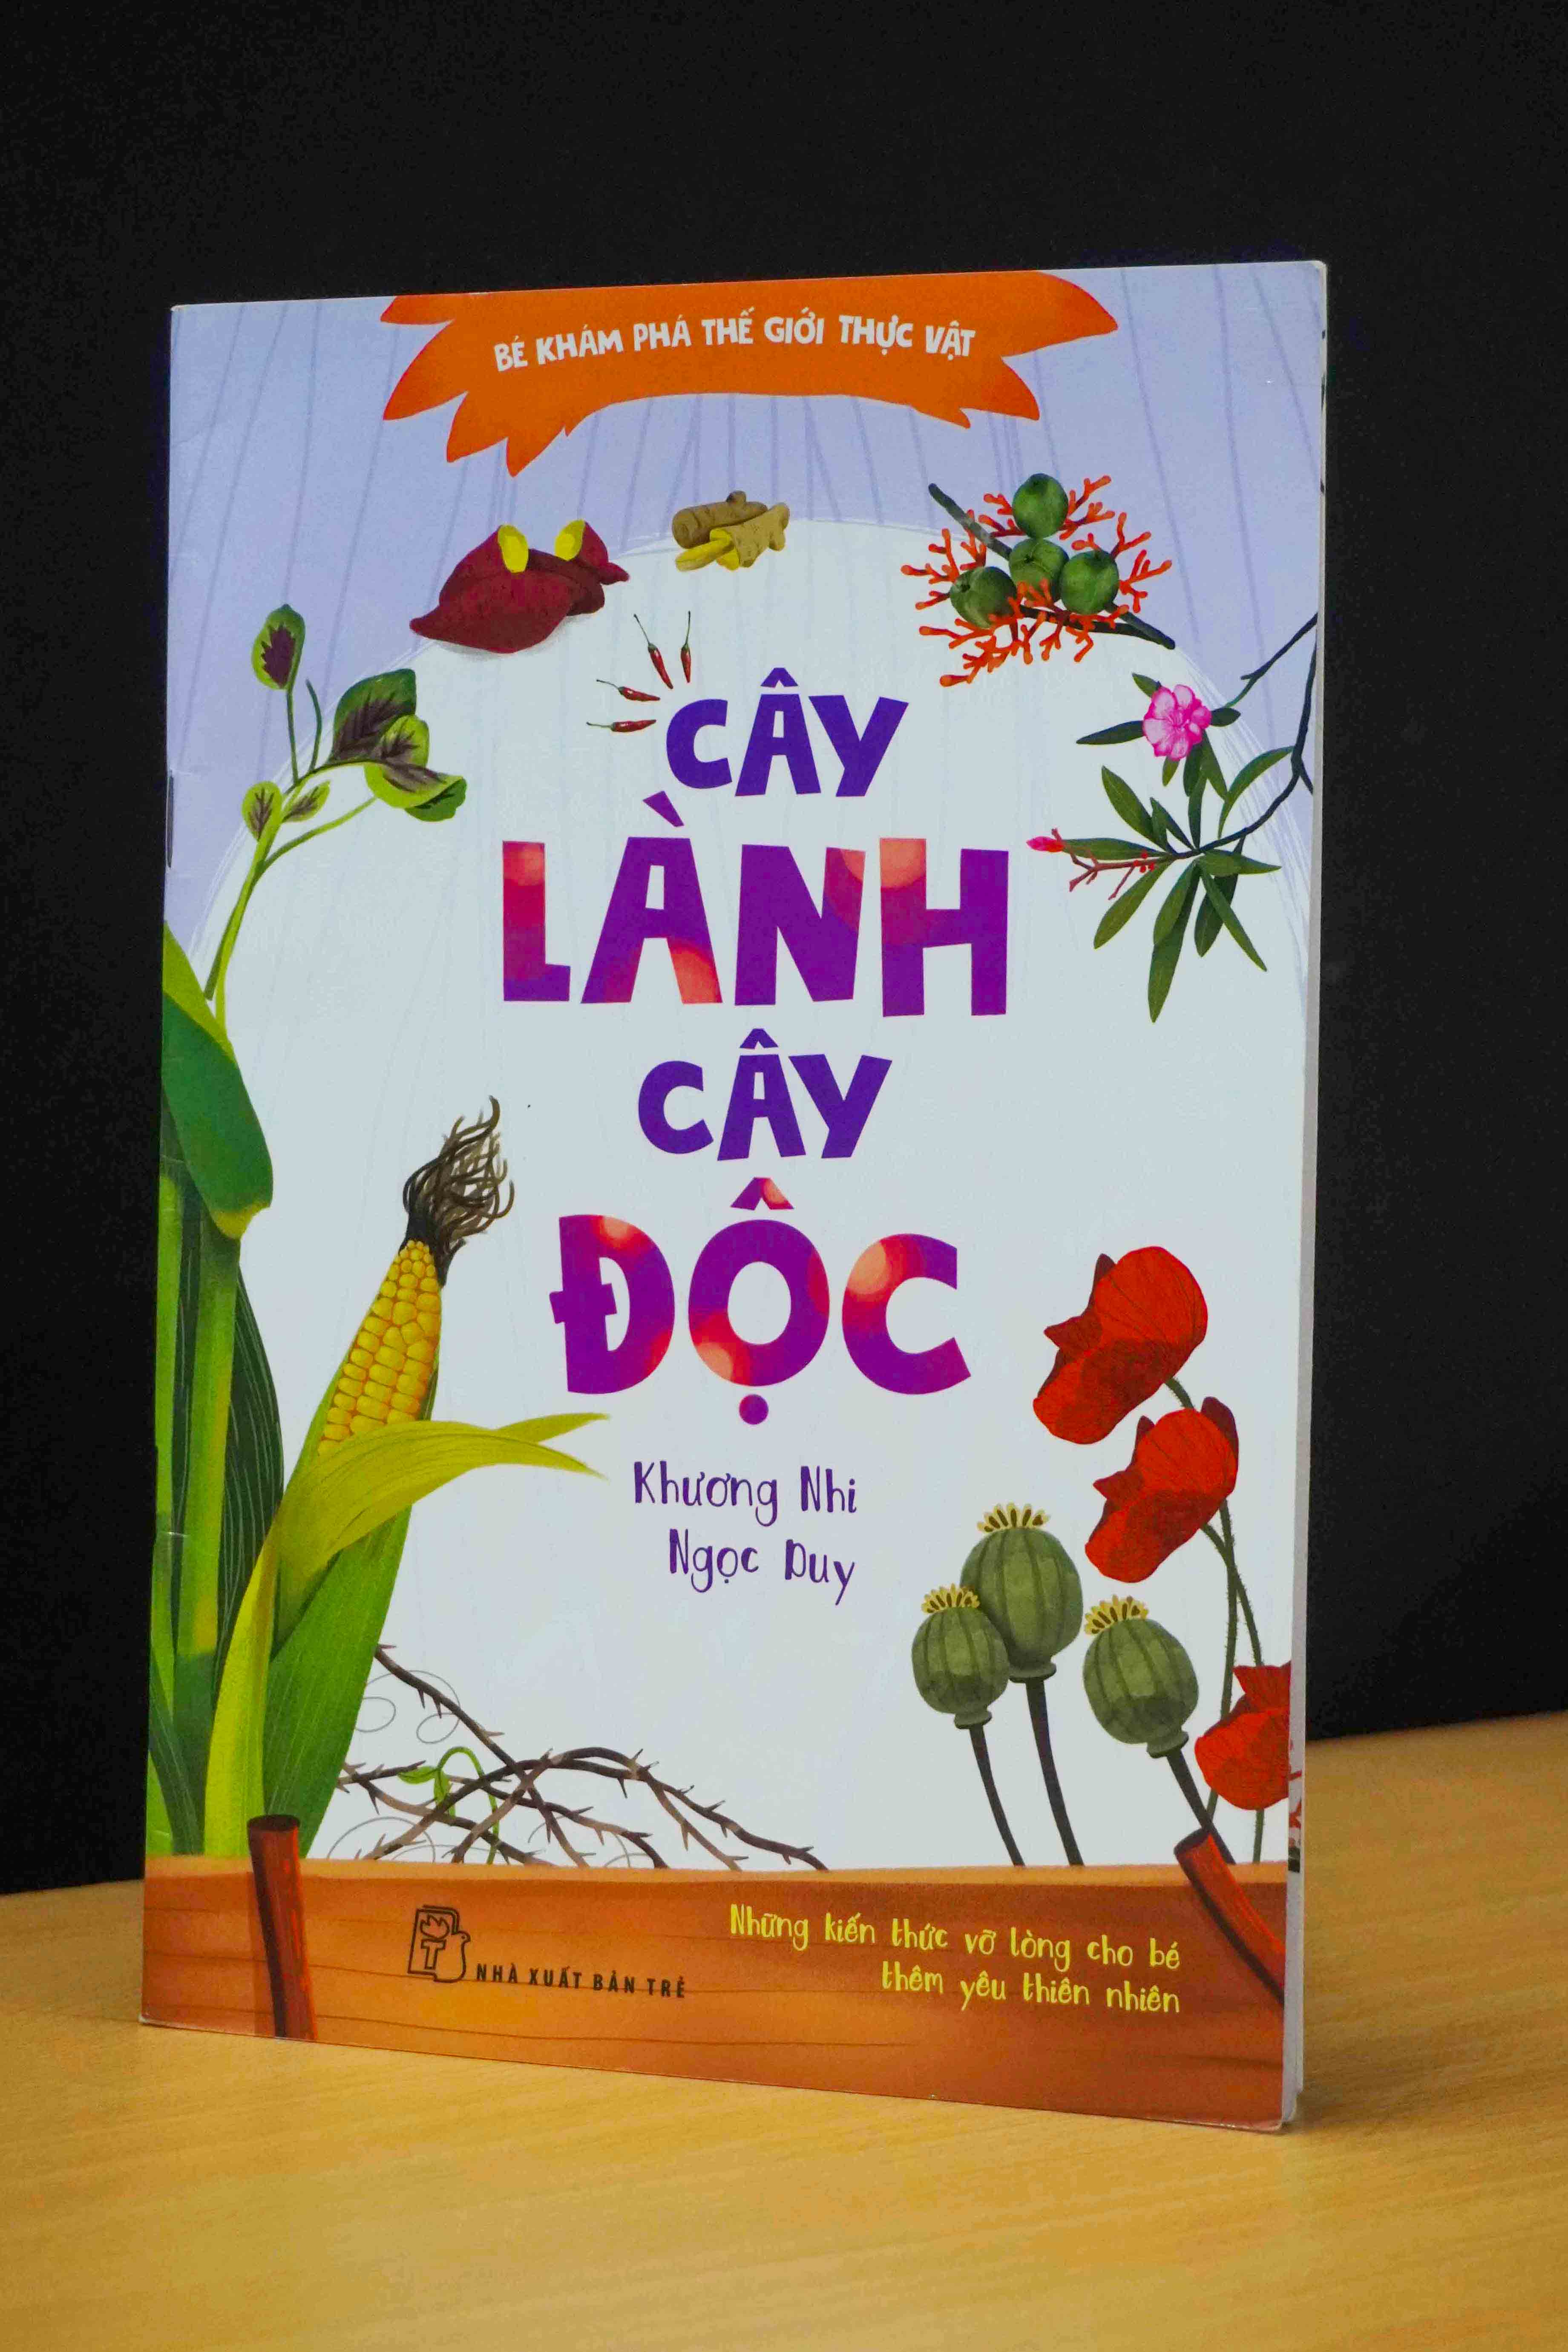 BÉ KHÁM PHÁ THẾ GIỚI THỰC VẬT
CÂY
LÀNH
CÂY
ĐỘC
Khương Nhi
Ngọc Duy
Những kiến thức vỡ lòng cho bé
thêm yêu thiên nhiên
T
NHÀ XUẤT BẢN TRẺ